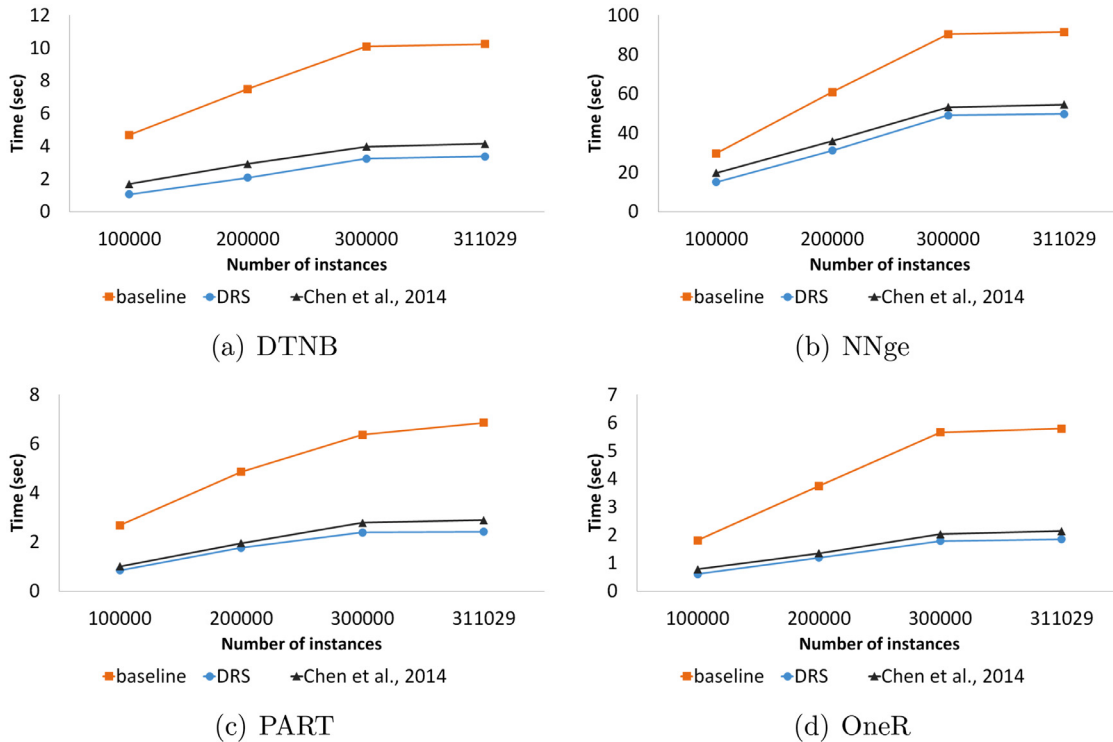 12
10
8
6
4
2
0
Time (sec)
100000 200000 300000 311029
Number of instances
baseline DRS Chen et al., 2014
(a) DTNB
100
80
60
40
20
0
Time (sec)
100000 200000 300000 311029
Number of instances
baseline DRS Chen et al., 2014
(b) NNge
8
6
4
2
0
Time (sec)
100000 200000 300000 311029
Number of instances
baseline DRS Chen et al., 2014
(c) PART
7
6
5
4
3
2
1
0
Time (sec)
100000 200000 300000 311029
Number of instances
baseline DRS Chen et al., 2014
(d) OneR